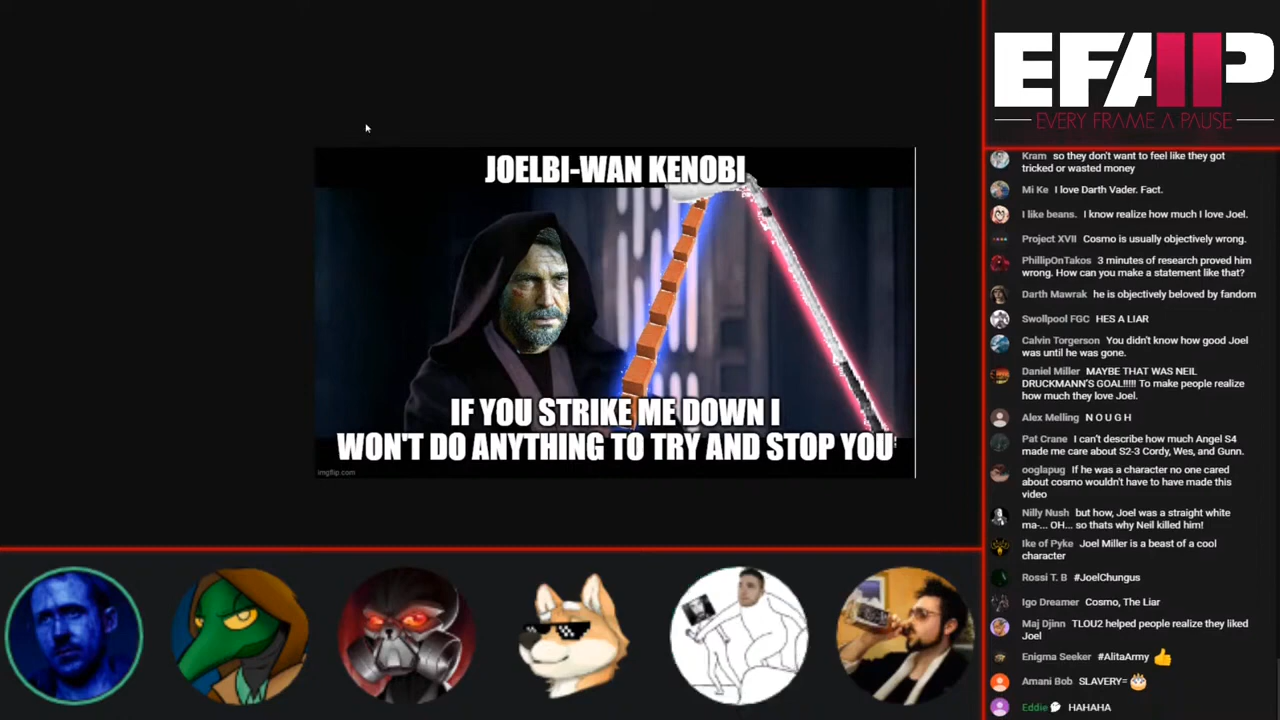 JOELBI-WAN KENOBI
IF YOU STRIKE ME DOWN I
WON'T DO ANYTHING TO TRY AND STOP YOU
imgflip.com
EFAP
EVERY FRAME A PAUSE
Kram so they don't want to feel like they got
tricked or wasted money
Mi Ke I love Darth Vader. Fact.
I like beans. I know realize how much I love Joel.
Project XVII Cosmo is usually objectively wrong.
PhillipOnTakos 3 minutes of research proved him
wrong. How can you make a statement like that?
Darth Mawrak he is objectively beloved by fandom
Swollpool FGC HES A LIAR
Calvin Torgerson You didn't know how good Joel
was until he was gone.
Daniel Miller MAYBE THAT WAS NEIL
DRUCKMANN'S GOAL!!!!! To make people realize
how much they love Joel.
Alex Melling N O U G H
Pat Crane I can't describe how much Angel S4
made me care about S2-3 Cordy, Wes, and Gunn.
ooglapug If he was a character no one cared
about cosmo wouldn't have to have made this
video
Nilly Nush but how, Joel was a straight white
ma-... OH... so thats why Neil killed him!
Ike of Pyke Joel Miller is a beast of a cool
character
Rossi T. B #JoelChungus
Igo Dreamer Cosmo, The Liar
Maj Djinn TLOU2 helped people realize they liked
Joel
Enigma Seeker #AlitaArmy 👍
Amani Bob SLAVERY= 🎂
Eddie HAHAHA